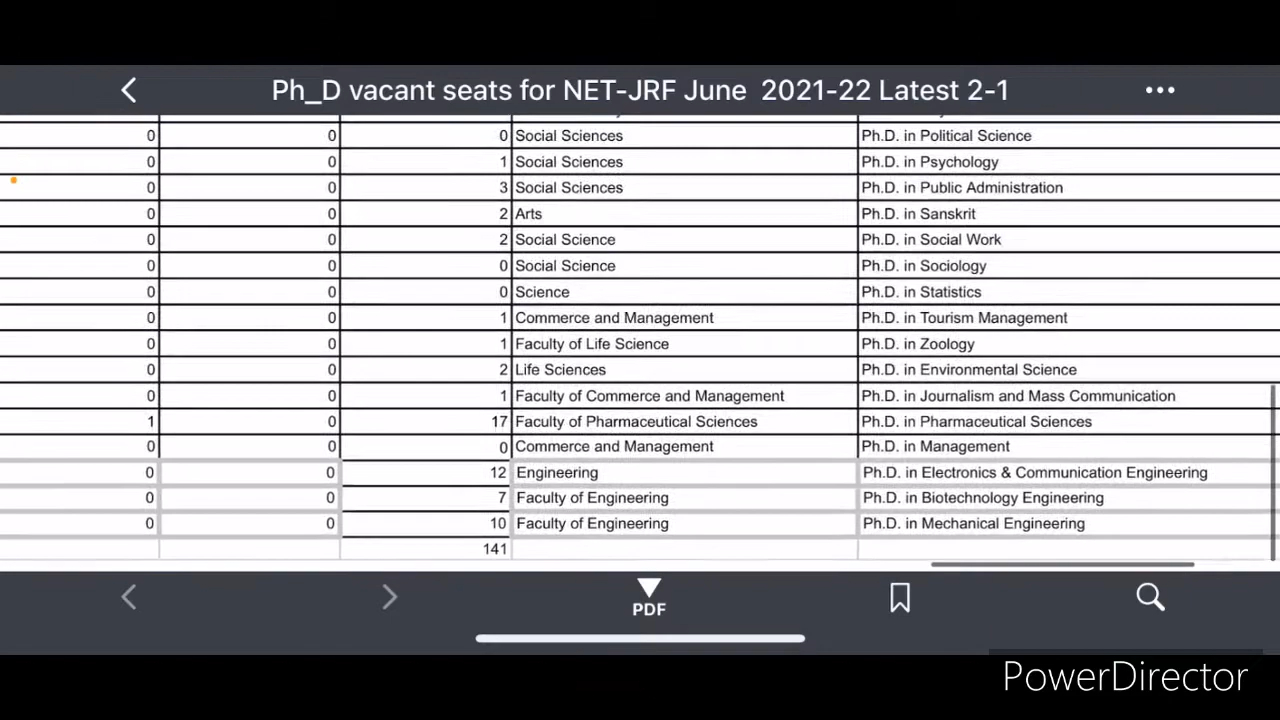 Ph_D vacant seats for NET-JRF June 2021-22 Latest 2-1
0 0 0 Social Sciences Ph.D. in Political Science
0 0 1 Social Sciences Ph.D. in Psychology
0 0 3 Social Sciences Ph.D. in Public Administration
0 0 2 Arts Ph.D. in Sanskrit
0 0 2 Social Science Ph.D. in Social Work
0 0 0 Social Science Ph.D. in Sociology
0 0 0 Science Ph.D. in Statistics
0 0 1 Commerce and Management Ph.D. in Tourism Management
0 0 1 Faculty of Life Science Ph.D. in Zoology
0 0 2 Life Sciences Ph.D. in Environmental Science
0 0 1 Faculty of Commerce and Management Ph.D. in Journalism and Mass Communication
1 0 17 Faculty of Pharmaceutical Sciences Ph.D. in Pharmaceutical Sciences
0 0 0 Commerce and Management Ph.D. in Management
0 0 12 Engineering Ph.D. in Electronics & Communication Engineering
0 0 7 Faculty of Engineering Ph.D. in Biotechnology Engineering
0 0 10 Faculty of Engineering Ph.D. in Mechanical Engineering
141
PDF
PowerDirector